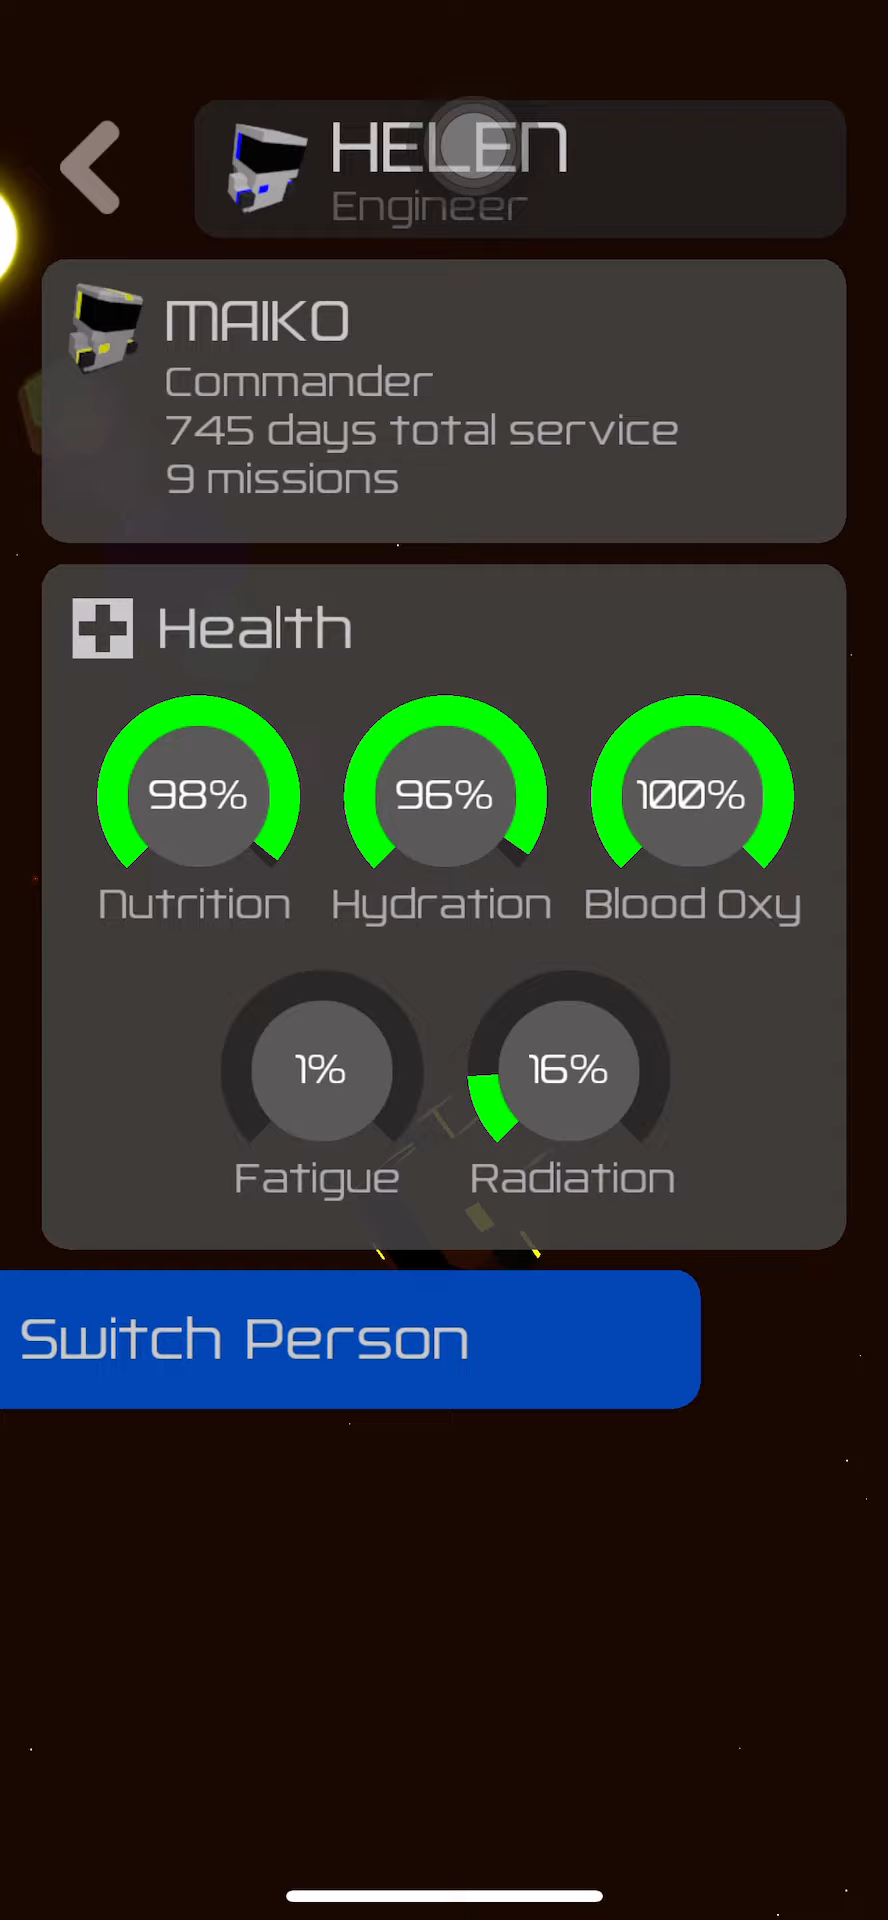 HELEN
Engineer
MAIKO
Commander
745 days total service
9 missions
Health
98% 96% 100%
Nutrition Hydration Blood Oxy
1% 16%
Fatigue Radiation
Switch Person